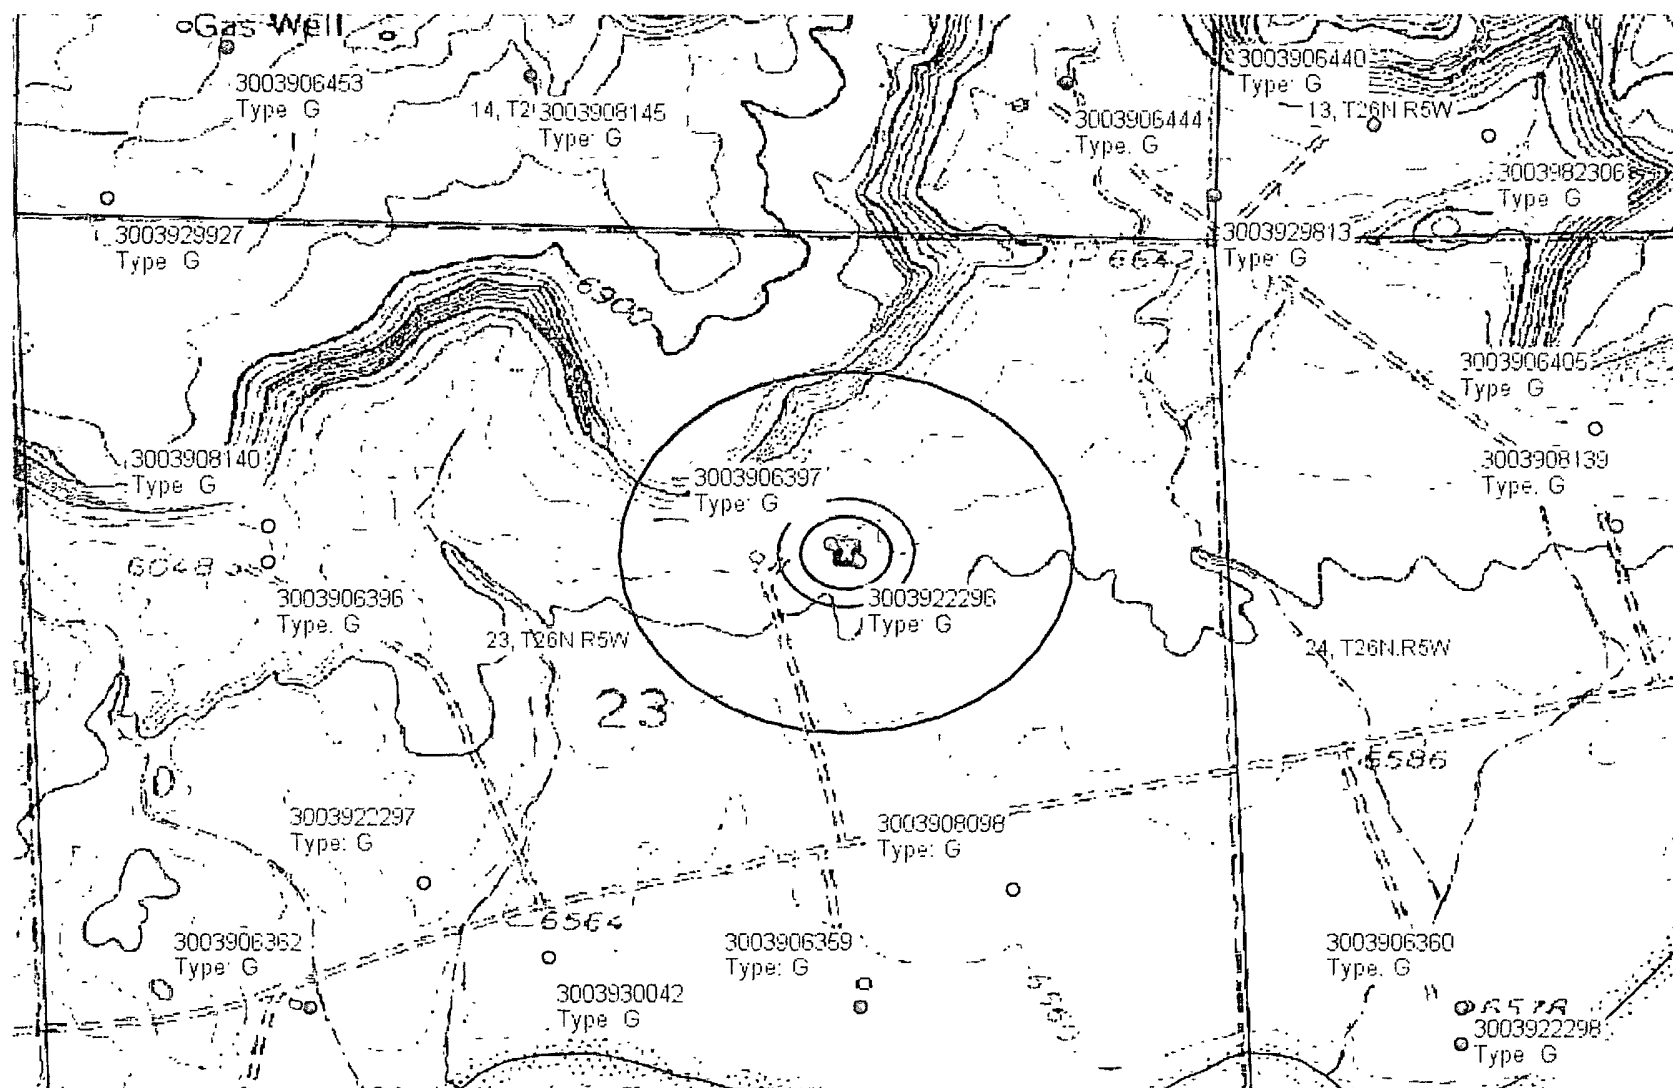 Gas Well
3003906440
Type: G
3003906453
Type: G
14, T2
3003908145
Type: G
3003906444
Type. G
13, T26N R5W
3003982306
Type G
3003929927
Type G
3003929813
Type: G
6647
6900
3003906405
Type G
3003908140
Type G
3003906397
Type: G
3003908139
Type. G
6648
3003906396
Type. G
3003922296
Type: G
23, T26N R5W
24, T26N.R5W
23
6586
3003922297
Type: G
3003908098
Type: G
6564
3003906362
Type: G
3003906359
Type: G
3003906360
Type. G
3003930042
Type G
6578
3003922298
Type G